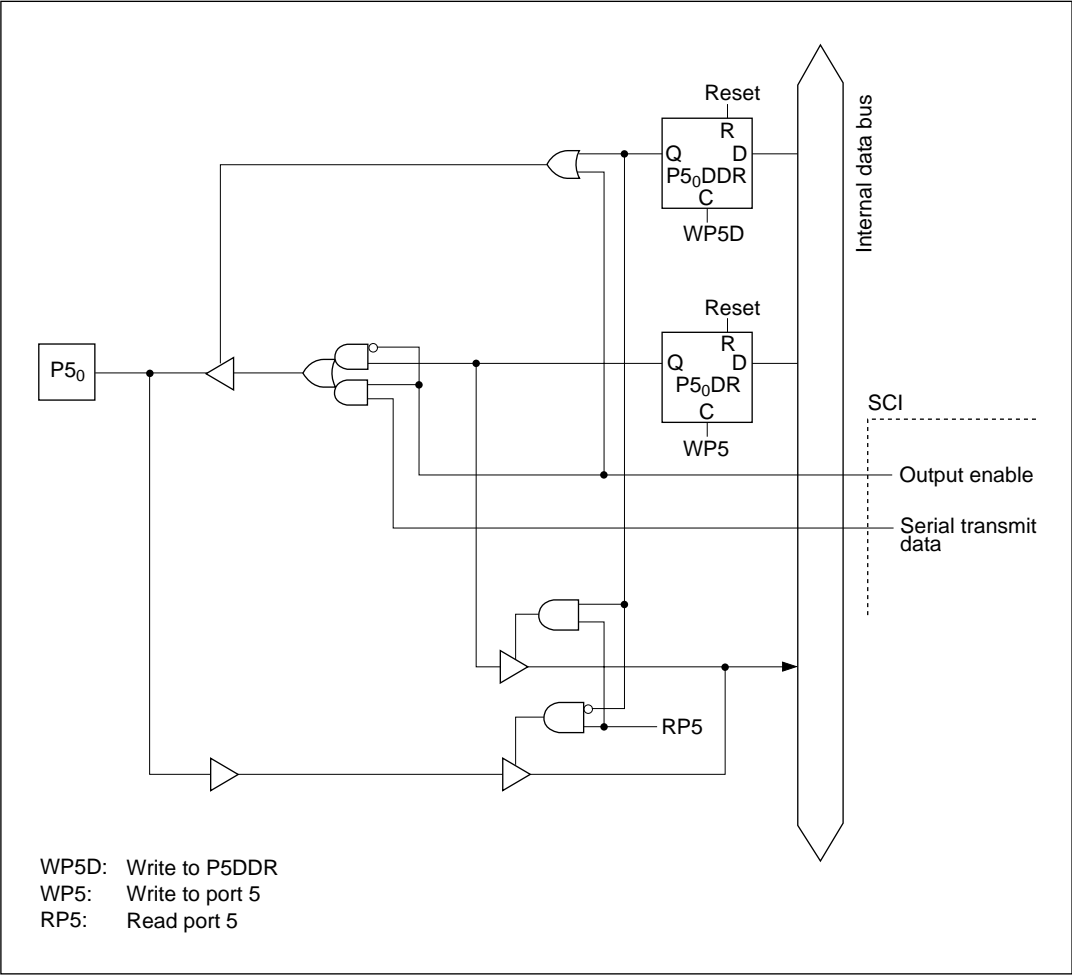 Reset
R
Q D
P5₀DDR
C
WP5D
Internal data bus
Reset
R
Q D
P5₀DR
C
WP5
P5₀
SCI
Output enable
Serial transmit
data
RP5
WP5D: Write to P5DDR
WP5: Write to port 5
RP5: Read port 5